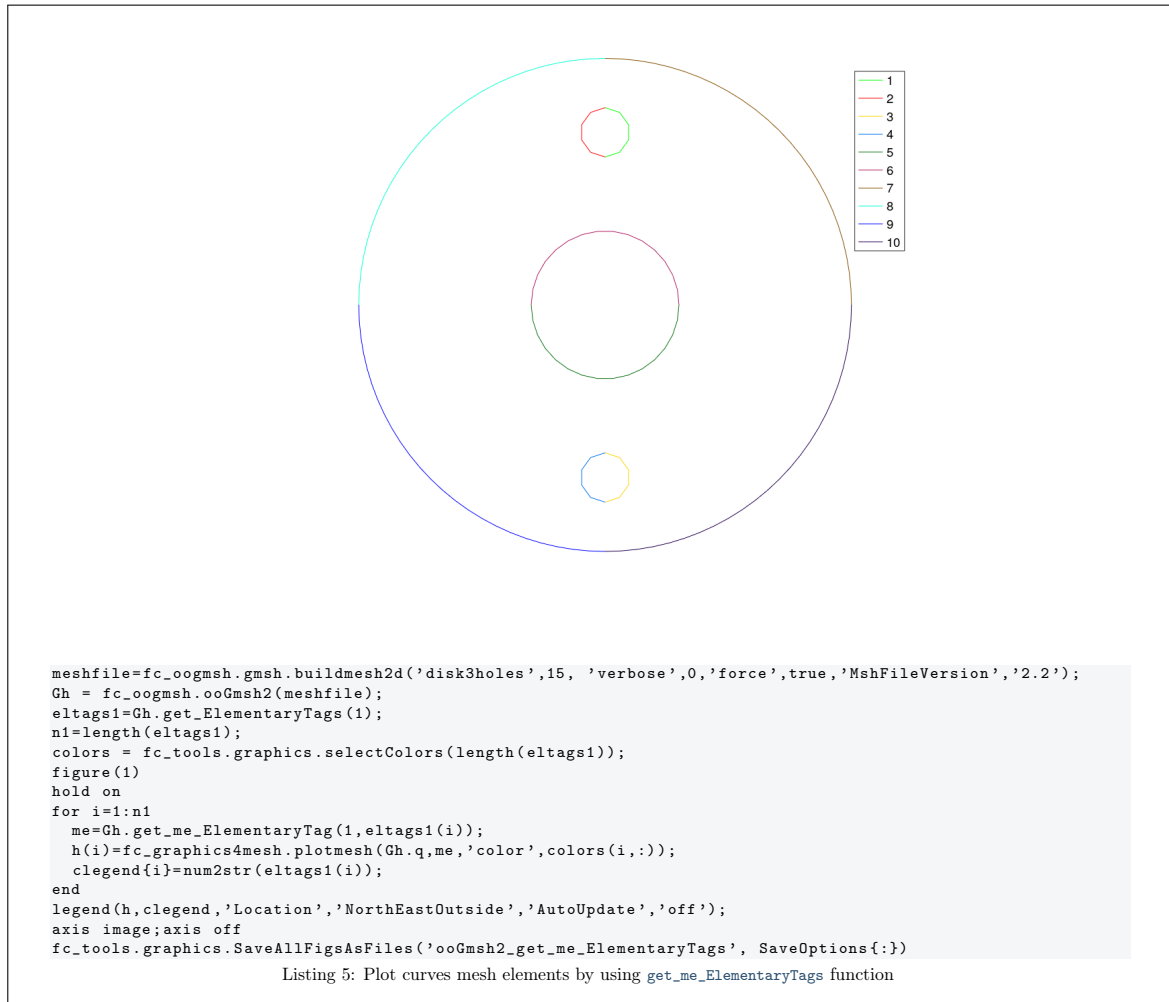 1
2
3
4
5
6
7
8
9
10
meshfile=fc_oogmsh.gmsh.buildmesh2d(’disk3holes’,15, ’verbose’,0,’force’,true,’MshFileVersion’,’2.2’);
Gh = fc_oogmsh.ooGmsh2(meshfile);
eltags1=Gh.get_ElementaryTags(1);
n1=length(eltags1);
colors = fc_tools.graphics.selectColors(length(eltags1));
figure(1)
hold on
for i=1:n1
  me=Gh.get_me_ElementaryTag(1,eltags1(i));
  h(i)=fc_graphics4mesh.plotmesh(Gh.q,me,’color’,colors(i,:));
  clegend{i}=num2str(eltags1(i));
end
legend(h,clegend,’Location’,’NorthEastOutside’,’AutoUpdate’,’off’);
axis image;axis off
fc_tools.graphics.SaveAllFigsAsFiles(’ooGmsh2_get_me_ElementaryTags’, SaveOptions{:})
Listing 5: Plot curves mesh elements by using get_me_ElementaryTags function